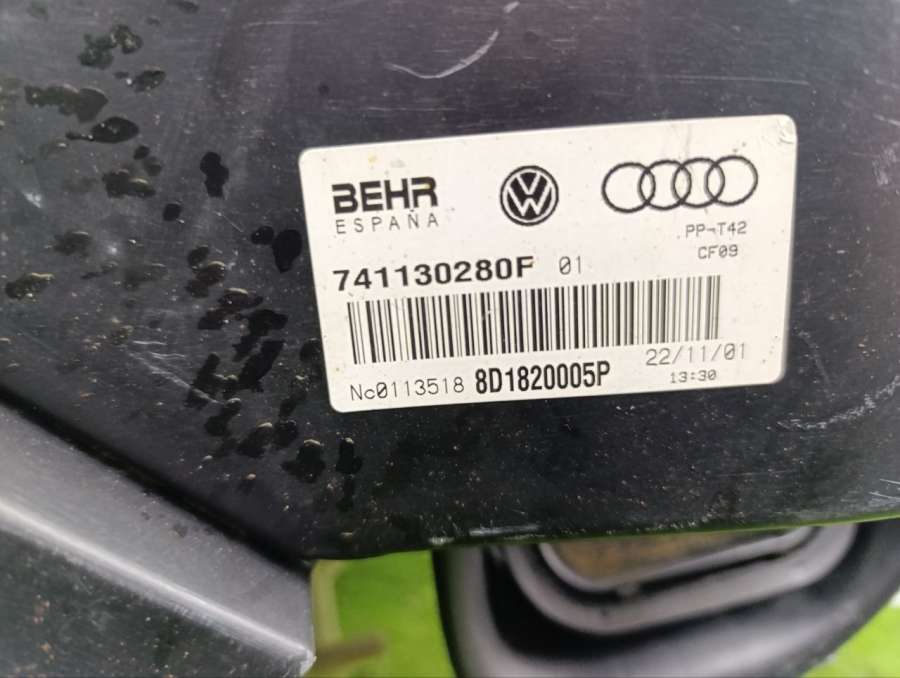 BEHR
ESPAÑA
PP-T42
CF09
741130280F 01
22/11/01
Nc0113518 8D1820005P
13:30